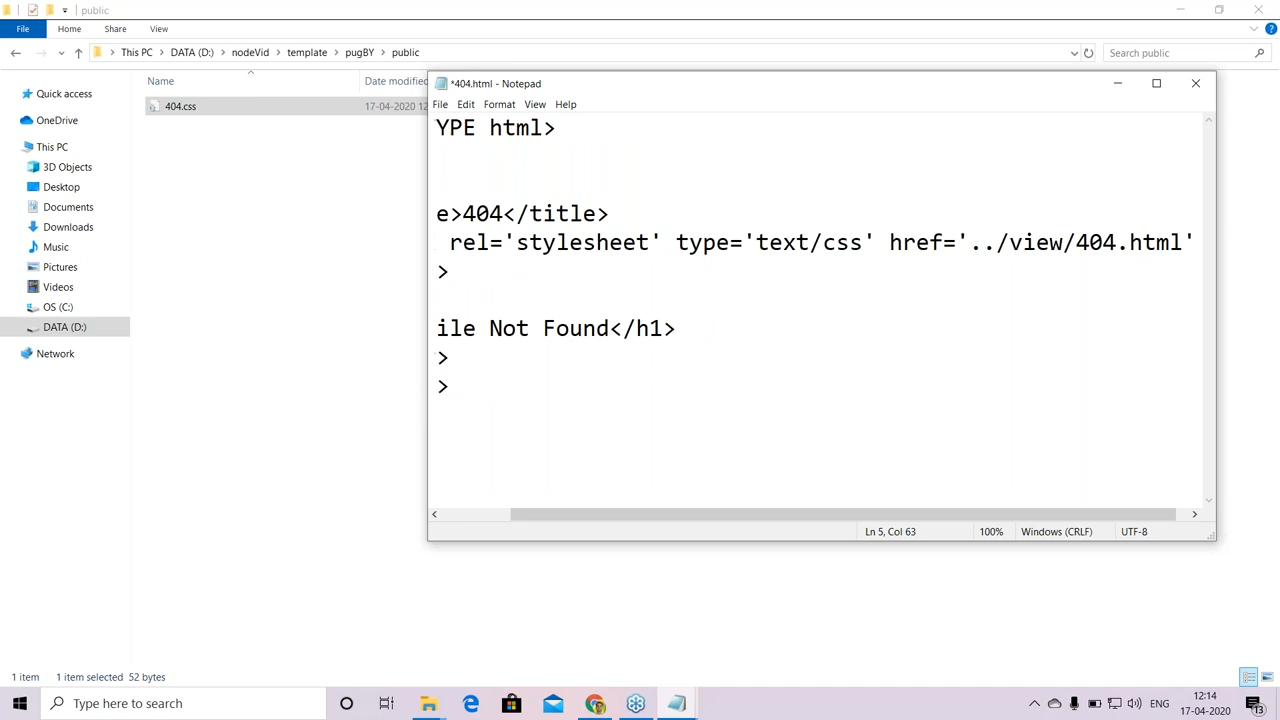 public
File
Home
Share
View
This PC
DATA (D:)
nodeVid
template
pugBY
public
Search public
Name
Date modified
404.css
17-04-2020 12
Quick access
OneDrive
This PC
3D Objects
Desktop
Documents
Downloads
Music
Pictures
Videos
OS (C:)
DATA (D:)
Network
*404.html - Notepad
File Edit Format View Help
YPE html>
e>404</title>
rel='stylesheet' type='text/css' href='../view/404.html'
>
ile Not Found</h1>
>
>
Ln 5, Col 63
100%
Windows (CRLF)
UTF-8
1 item
1 item selected 52 bytes
Type here to search
ENG
12:14
17-04-2020
13